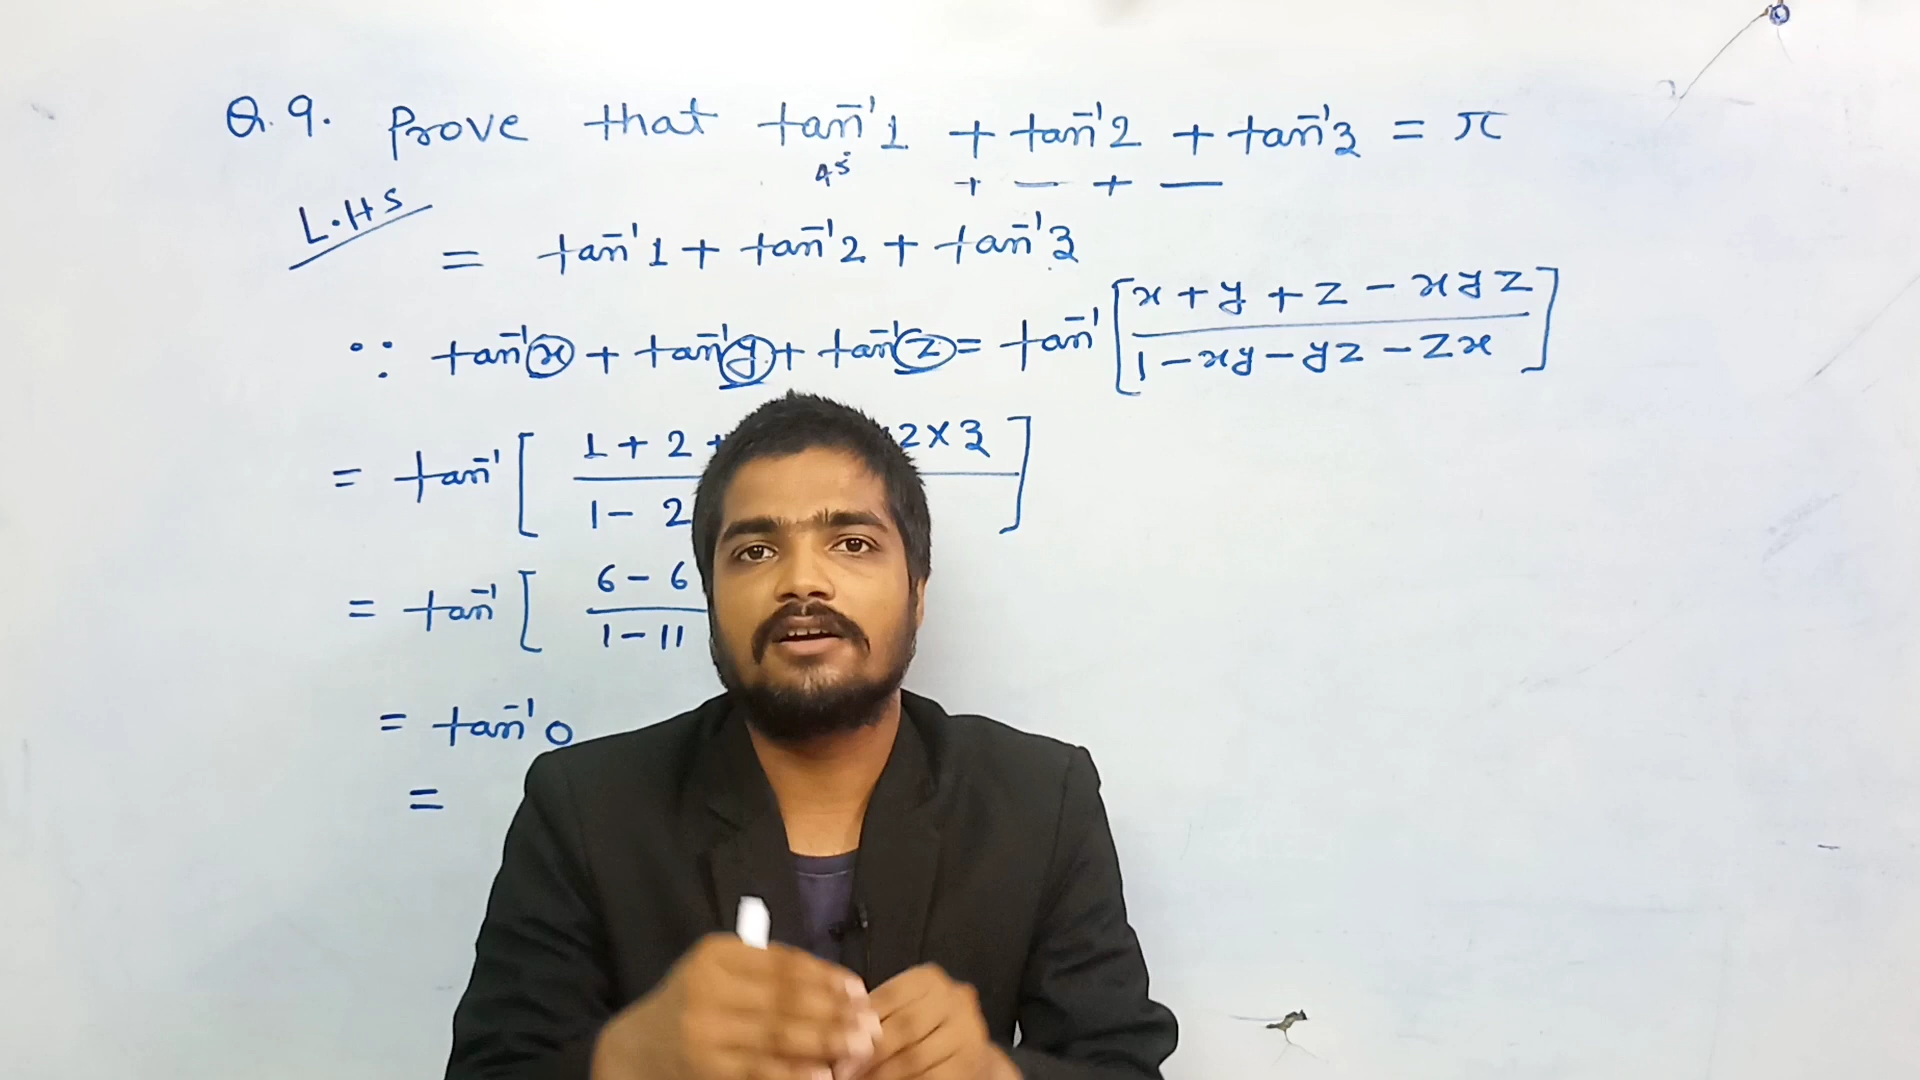 Q.9. Prove that tan⁻¹1 + tan⁻¹2 + tan⁻¹3 = π
45
+ — + —
L.H.S
= tan⁻¹1 + tan⁻¹2 + tan⁻¹3
∵ tan⁻¹x + tan⁻¹y + tan⁻¹z = tan⁻¹[x + y + z - xyz / 1 - xy - yz - zx]
= tan⁻¹[1 + 2 + 2×3 / 1 - 2 ]
= tan⁻¹[6 - 6 / 1 - 11
= tan⁻¹0
=